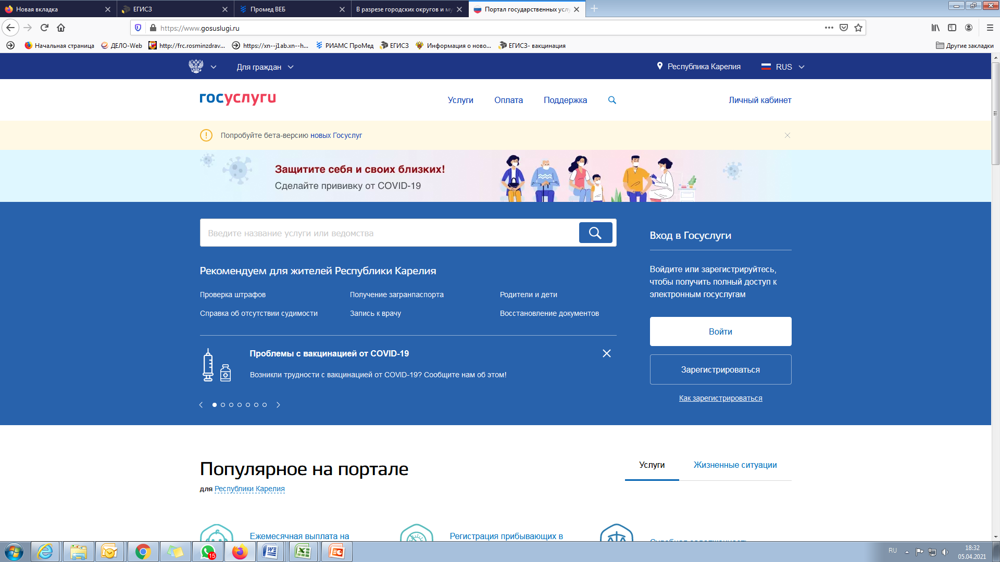 Новая вкладка
ЕГИСЗ
Промед ВЕБ
В разрезе городских округов и му
Портал государственных услу
https://www.gosuslugi.ru
Начальная страница
ДЕЛО-Web
http://frc.rosminzdrav...
https://xn--j1ab.xn--h...
РИАМС ПроМед
ЕГИСЗ
Информация о ново...
ЕГИСЗ- вакцинация
Другие закладки
Для граждан
Республика Карелия
RUS
госуслуги
Услуги
Оплата
Поддержка
Личный кабинет
Попробуйте бета-версию новых Госуслуг
Защитите себя и своих близких!
Сделайте прививку от COVID-19
Введите название услуги или ведомства
Рекомендуем для жителей Республики Карелия
Проверка штрафов
Получение загранпаспорта
Родители и дети
Справка об отсутствии судимости
Запись к врачу
Восстановление документов
Проблемы с вакцинацией от COVID-19
Возникли трудности с вакцинацией от COVID-19? Сообщите нам об этом!
Вход в Госуслуги
Войдите или зарегистрируйтесь,
чтобы получить полный доступ к
электронным госуслугам
Войти
Зарегистрироваться
Как зарегистрироваться
Популярное на портале
для Республики Карелия
Услуги
Жизненные ситуации
Ежемесячная выплата на
Регистрация прибывающих в
15
RU
18:32
05.04.2021